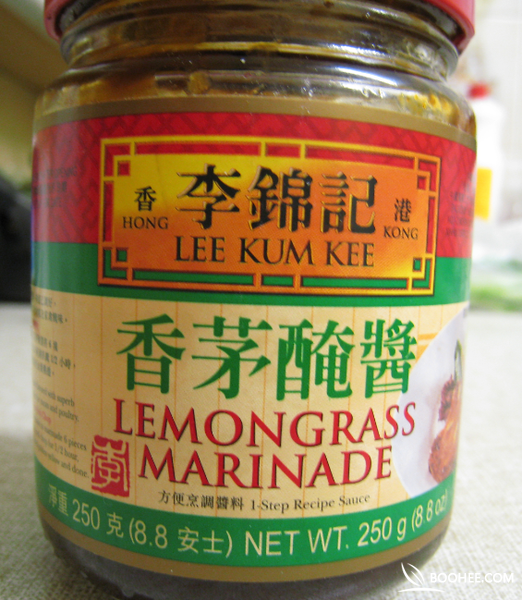 香 李錦記 港
HONG LEE KUM KEE KONG
香茅醃醬
LEMONGRASS
MARINADE
李
方便烹調醬料 1-Step Recipe Sauce
淨重 250 克 (8.8 安士) NET WT. 250 g (8.8 oz)
BOOHEE.COM